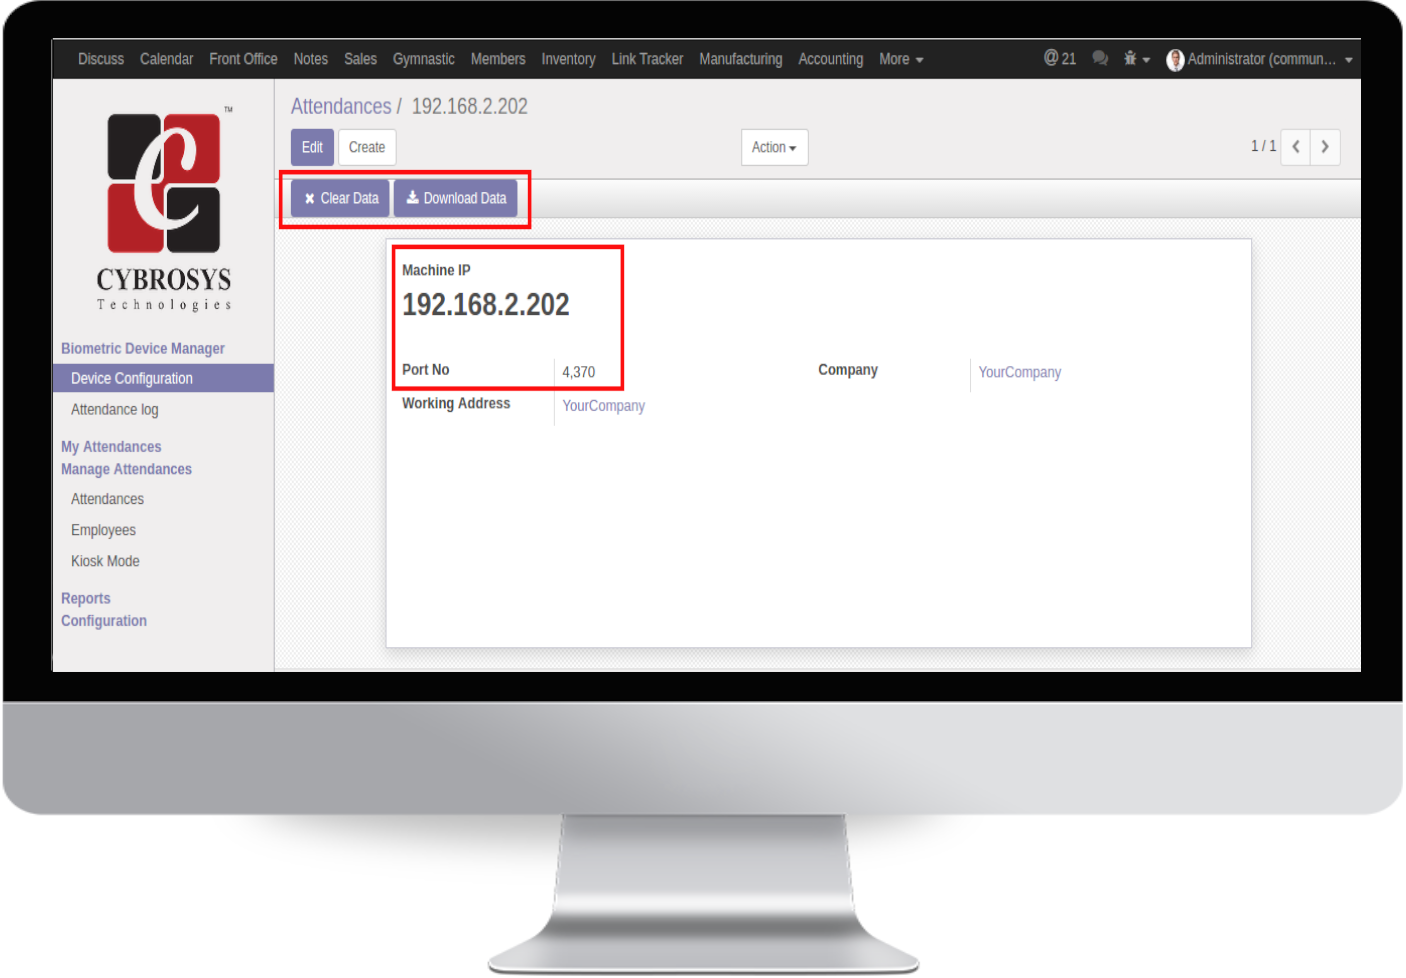 Discuss Calendar Front Office Notes Sales Gymnastic Members Inventory Link Tracker Manufacturing Accounting More @ 21 Administrator (commun...
TM
C
CYBROSYS
Technologies
Biometric Device Manager
Device Configuration
Attendance log
My Attendances
Manage Attendances
Attendances
Employees
Kiosk Mode
Reports
Configuration
Attendances / 192.168.2.202
Edit Create Action 1 / 1
Clear Data Download Data
Machine IP
192.168.2.202
Port No 4,370 Company YourCompany
Working Address YourCompany